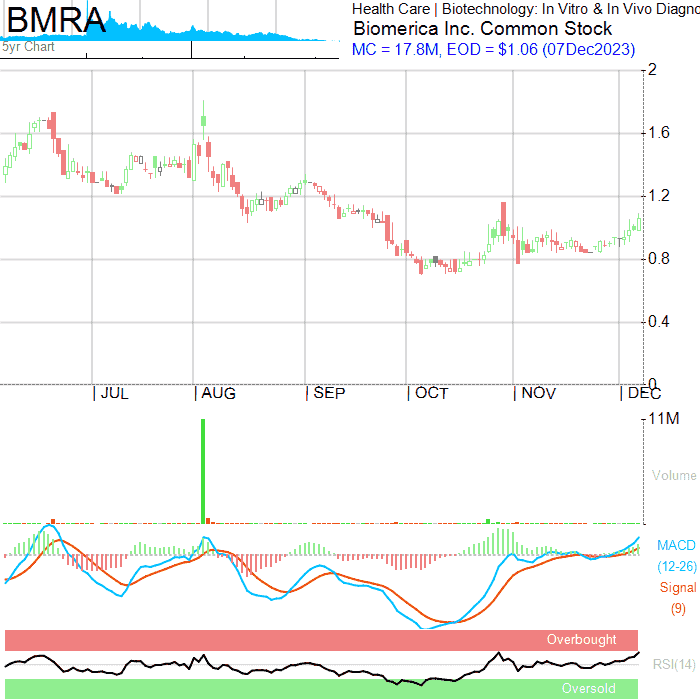 BMRA
5yr Chart
Health Care | Biotechnology: In Vitro & In Vivo Diagno
Biomerica Inc. Common Stock
MC = 17.8M, EOD = $1.06 (07Dec2023)
2
1.6
1.2
0.8
0.4
0
JUL
AUG
SEP
OCT
NOV
DEC
11M
Volume
MACD
(12-26)
Signal
(9)
Overbought
RSI(14)
Oversold